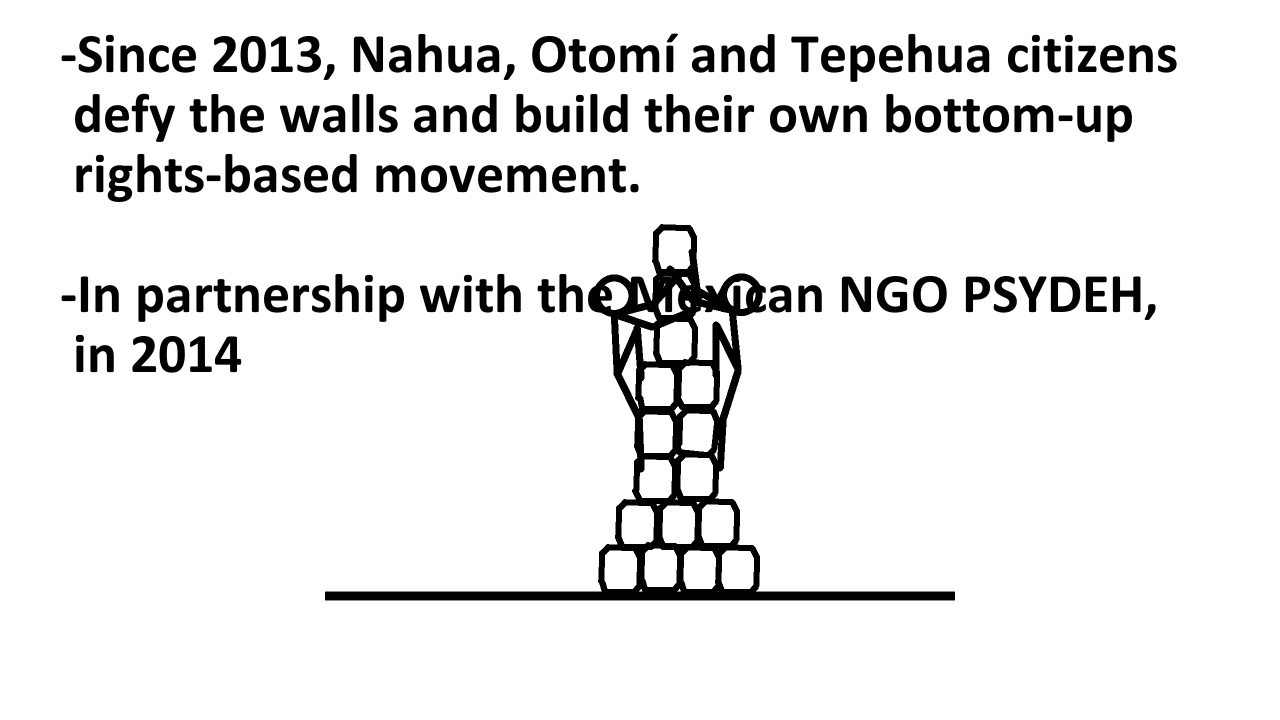 -Since 2013, Nahua, Otomí and Tepehua citizens
defy the walls and build their own bottom-up
rights-based movement.
-In partnership with the Mexican NGO PSYDEH,
in 2014